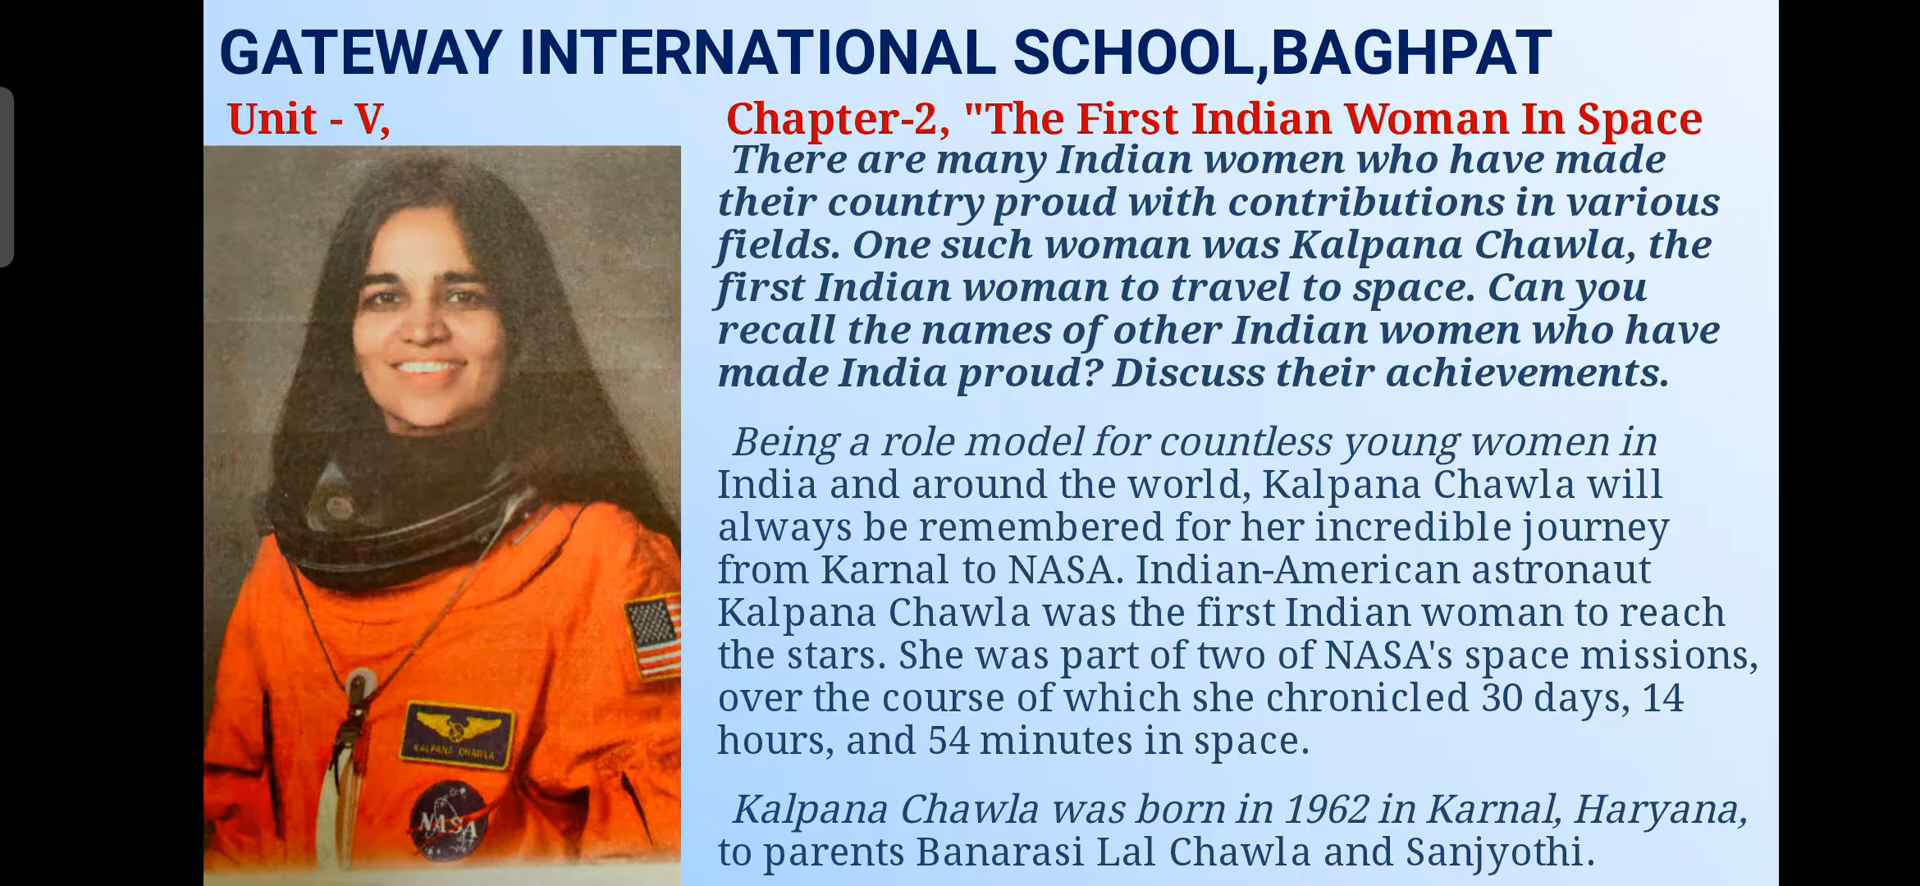 GATEWAY INTERNATIONAL SCHOOL,BAGHPAT
Unit - V,
Chapter-2, "The First Indian Woman In Space
There are many Indian women who have made
their country proud with contributions in various
fields. One such woman was Kalpana Chawla, the
first Indian woman to travel to space. Can you
recall the names of other Indian women who have
made India proud? Discuss their achievements.
Being a role model for countless young women in
India and around the world, Kalpana Chawla will
always be remembered for her incredible journey
from Karnal to NASA. Indian-American astronaut
Kalpana Chawla was the first Indian woman to reach
the stars. She was part of two of NASA's space missions,
over the course of which she chronicled 30 days, 14
hours, and 54 minutes in space.
Kalpana Chawla was born in 1962 in Karnal, Haryana,
to parents Banarasi Lal Chawla and Sanjyothi.
KALPANA CHAWLA
NASA